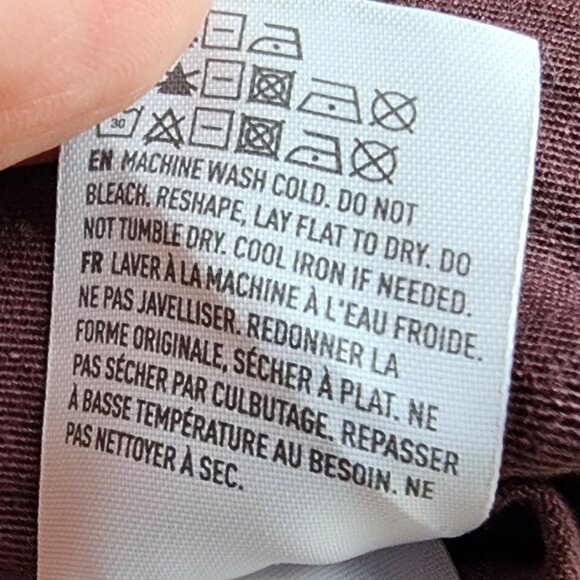 30
EN MACHINE WASH COLD. DO NOT
BLEACH. RESHAPE, LAY FLAT TO DRY. DO
NOT TUMBLE DRY. COOL IRON IF NEEDED.
FR LAVER À LA MACHINE À L'EAU FROIDE.
NE PAS JAVELLISER. REDONNER LA
FORME ORIGINALE, SÉCHER À PLAT. NE
PAS SÉCHER PAR CULBUTAGE. REPASSER
À BASSE TEMPÉRATURE AU BESOIN. NE
PAS NETTOYER À SEC.